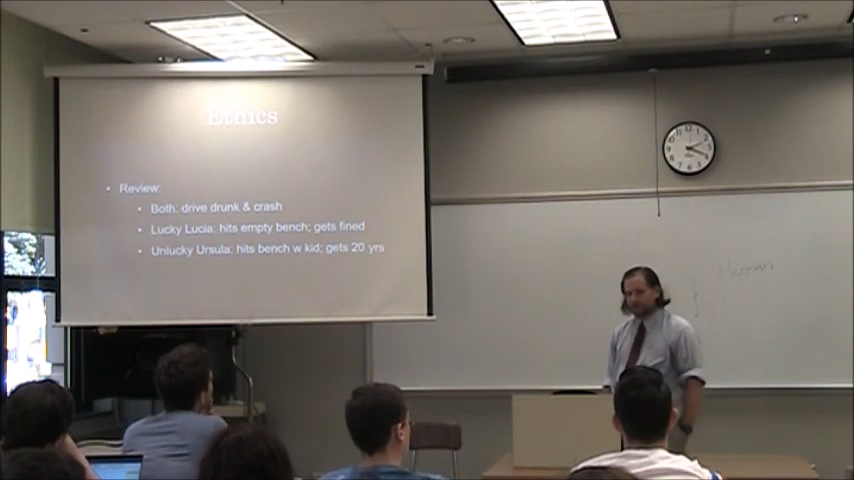 Ethics
• Review:
• Both: drive drunk & crash
• Lucky Lucia: hits empty bench; gets fined
• Unlucky Ursula: hits bench w kid; gets 20 yrs